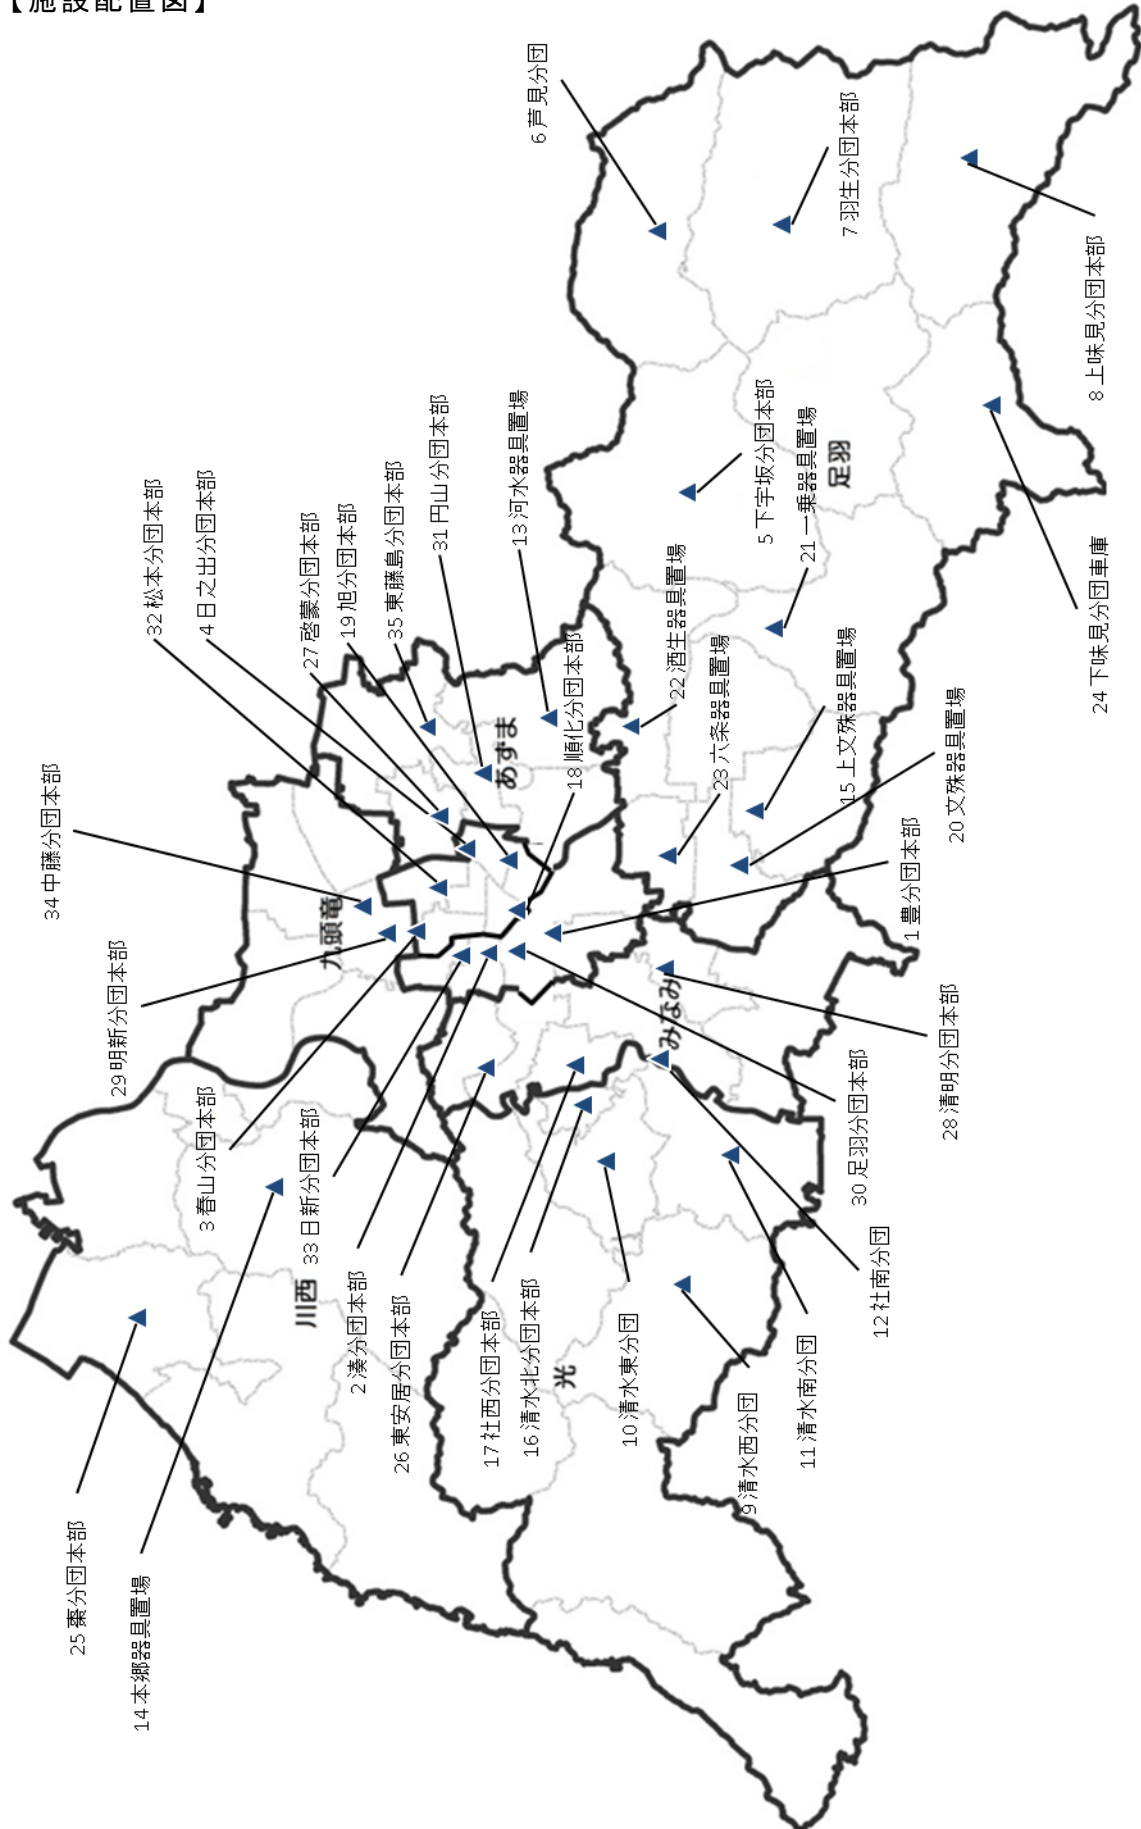 【施設配置図】
6 芦見分団
7 羽生分団本部
8 上味見分団本部
5 下宇坂分団本部
21 一乗器具置場
足羽
24 下味見分団車庫
32 松本分団本部
4 日之出分団本部
27 啓蒙分団本部
19 旭分団本部
35 東藤島分団本部
31 円山分団本部
13 河水器具置場
18 順化分団本部
あずま
22 酒生器具置場
23 六条器具置場
15 上文殊器具置場
20 文殊器具置場
34 中藤分団本部
九頭竜
29 明新分団本部
1 豊分団本部
みなみ
28 清明分団本部
30 足羽分団本部
3 春山分団本部
33 日新分団本部
2 湊分団本部
26 東安居分団本部
17 社西分団本部
16 清水北分団本部
10 清水東分団
12 社南分団
11 清水南分団
9 清水西分団
川西
光
25 棗分団本部
14 本郷器具置場